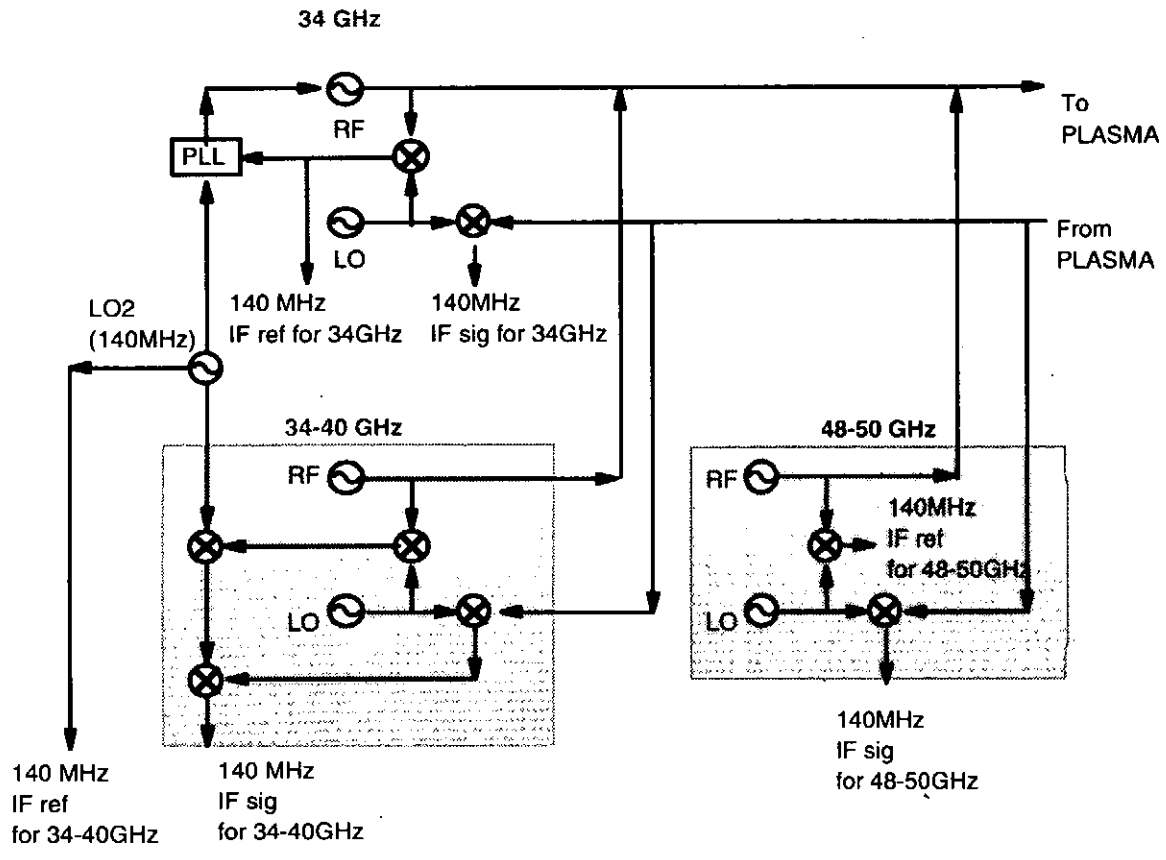 34 GHz
To
PLASMA
RF
PLL
From
PLASMA
LO
LO2
(140MHz)
140 MHz
IF ref for 34GHz
140MHz
IF sig for 34GHz
34-40 GHz
RF
LO
48-50 GHz
RF
140MHz
IF ref
for 48-50GHz
LO
140MHz
IF sig
for 48-50GHz
140 MHz
IF ref
for 34-40GHz
140 MHz
IF sig
for 34-40GHz